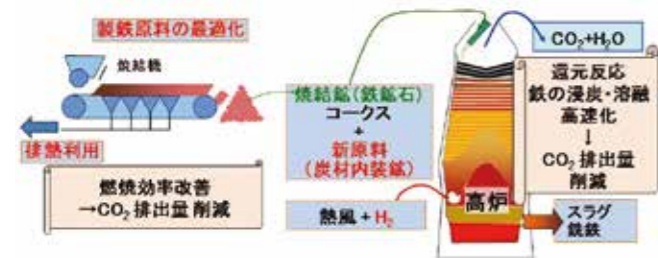 製鉄原料の最適化
焼結機
排熱利用
燃焼効率改善
→CO₂排出量削減
焼結鉱(鉄鉱石)
コークス
+
新原料
(炭材内装鉱)
熱風+H₂
高炉
CO₂+H₂O
還元反応
鉄の浸炭・溶融
高速化
↓
CO₂排出量
削減
スラグ
銑鉄